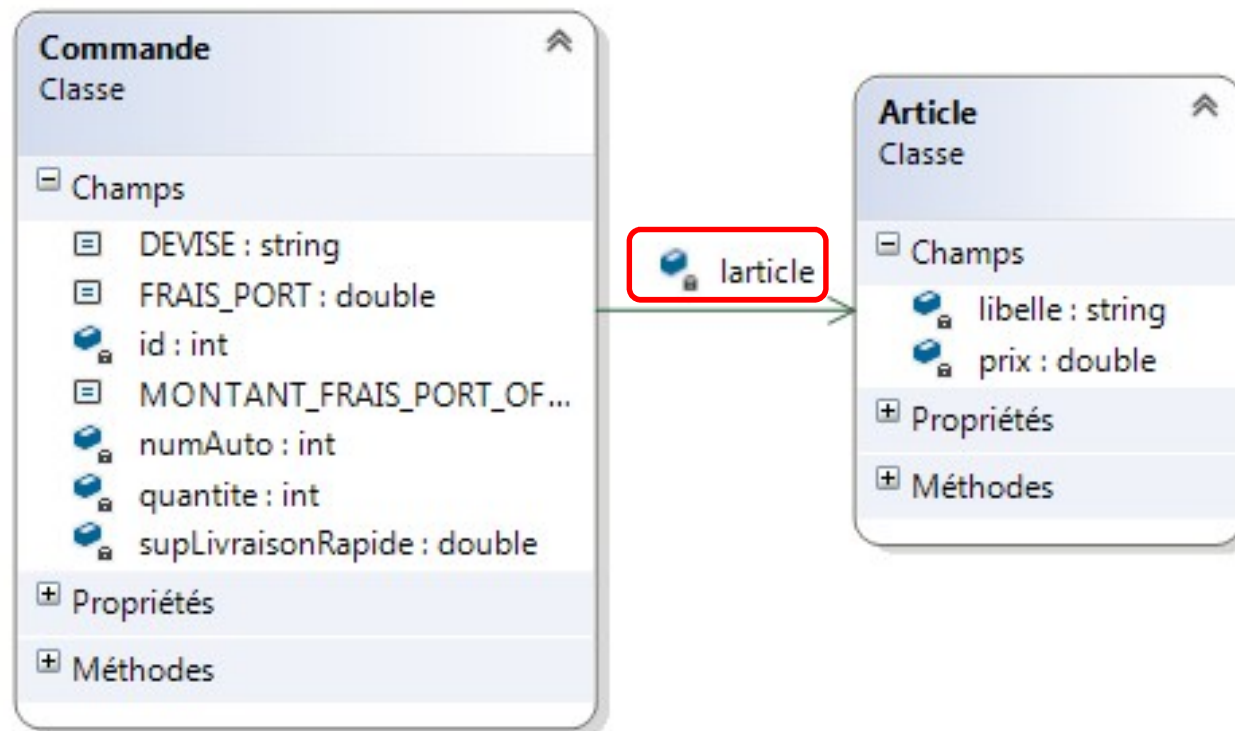 Commande
Classe
Champs
DEVISE : string
FRAIS_PORT : double
id : int
MONTANT_FRAIS_PORT_OF...
numAuto : int
quantite : int
supLivraisonRapide : double
Propriétés
Méthodes
larticle
Article
Classe
Champs
libelle : string
prix : double
Propriétés
Méthodes